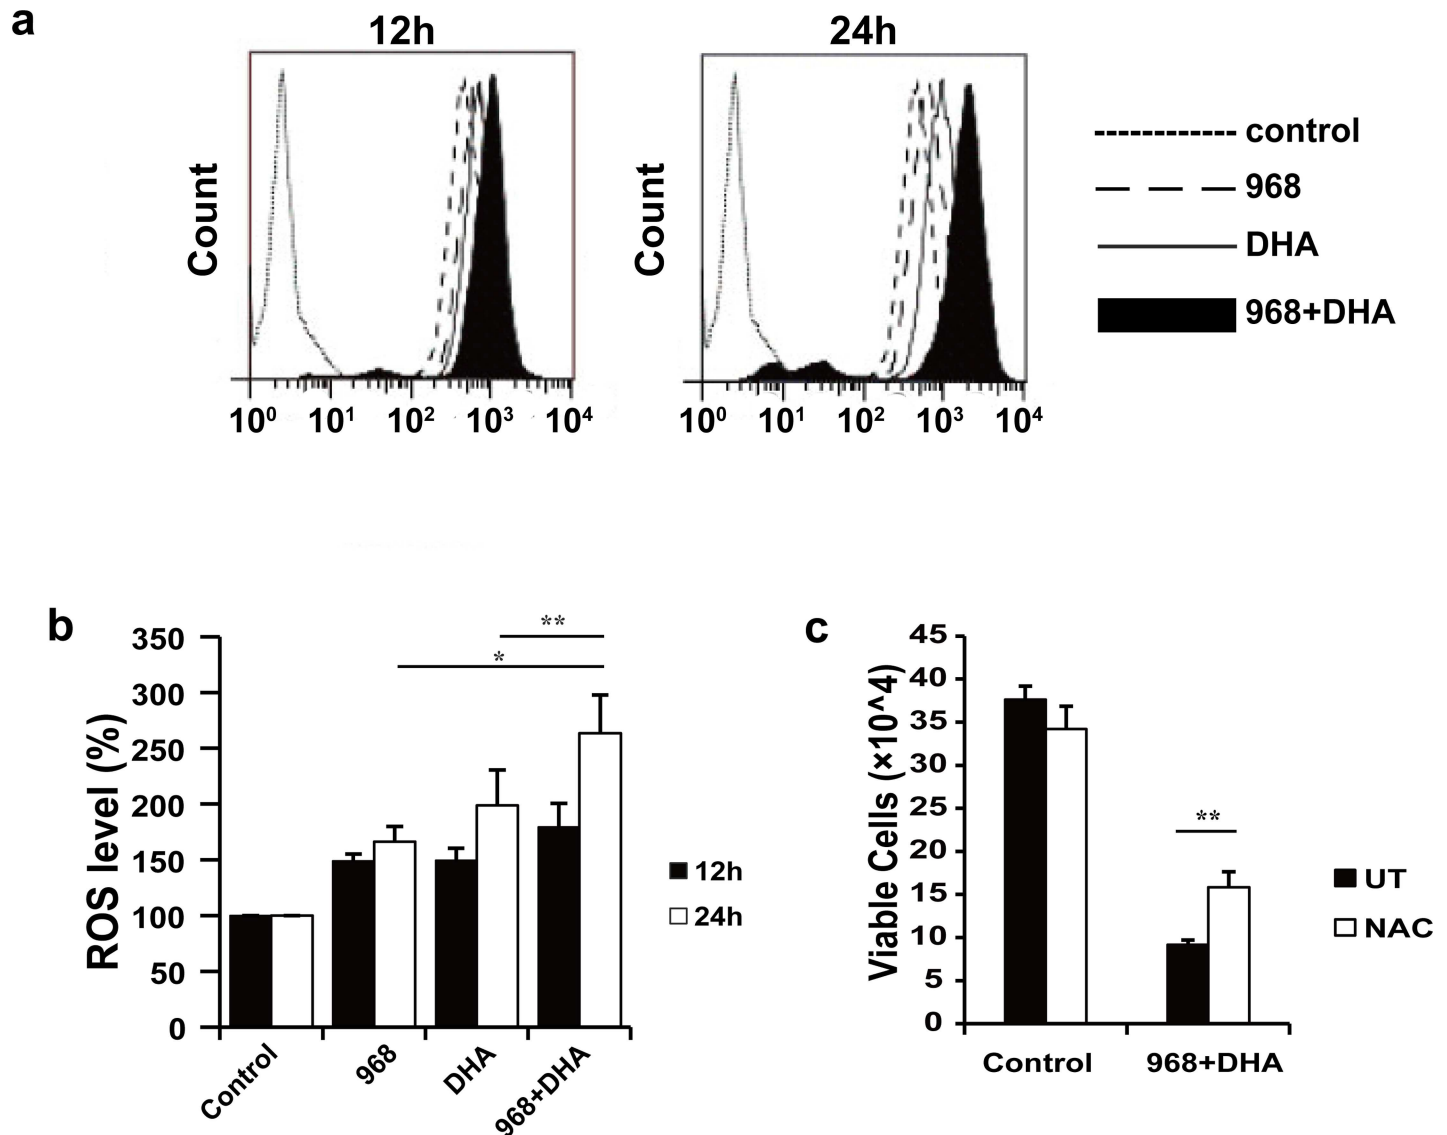 a
12h
24h
Count
10⁰ 10¹ 10² 10³ 10⁴
Count
10⁰ 10¹ 10² 10³ 10⁴
control
968
DHA
968+DHA
b
ROS level (%)
350
300
250
200
150
100
50
0
**
*
Control
968
DHA
968+DHA
12h
24h
c
Viable Cells (×10^4)
45
40
35
30
25
20
15
10
5
0
**
Control
968+DHA
UT
NAC